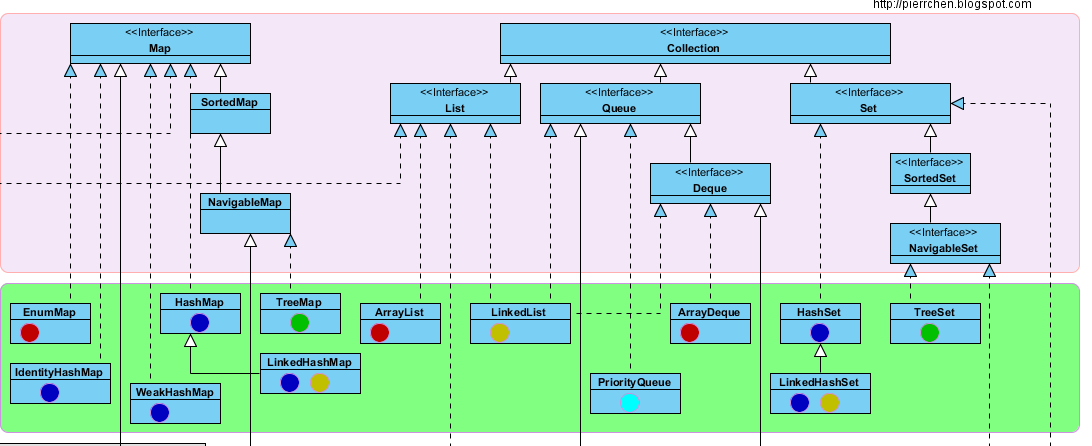 http://pierrchen.blogspot.com
<<Interface>>
Map
<<Interface>>
Collection
SortedMap
<<Interface>>
List
<<Interface>>
Queue
<<Interface>>
Set
<<Interface>>
Deque
<<Interface>>
SortedSet
NavigableMap
<<Interface>>
NavigableSet
EnumMap
HashMap
TreeMap
ArrayList
LinkedList
ArrayDeque
HashSet
TreeSet
IdentityHashMap
WeakHashMap
LinkedHashMap
PriorityQueue
LinkedHashSet